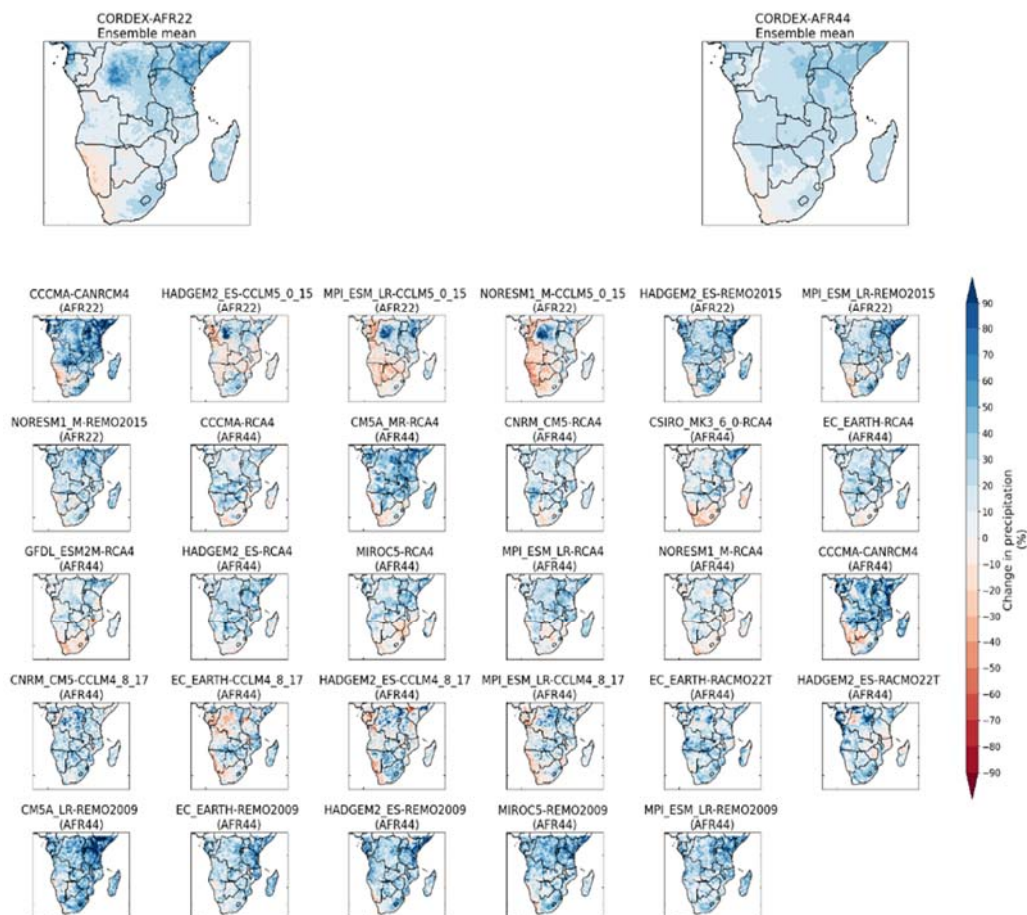 CORDEX-AFR22
Ensemble mean
CORDEX-AFR44
Ensemble mean
CCCMA-CANRCM4
(AFR22)
HADGEM2_ES-CCLM5_0_15
(AFR22)
MPI_ESM_LR-CCLM5_0_15
(AFR22)
NORESM1_M-CCLM5_0_15
(AFR22)
HADGEM2_ES-REMO2015
(AFR22)
MPI_ESM_LR-REMO2015
(AFR22)
NORESM1_M-REMO2015
(AFR22)
CCCMA-RCA4
(AFR44)
CM5A_MR-RCA4
(AFR44)
CNRM_CM5-RCA4
(AFR44)
CSIRO_MK3_6_0-RCA4
(AFR44)
EC_EARTH-RCA4
(AFR44)
GFDL_ESM2M-RCA4
(AFR44)
HADGEM2_ES-RCA4
(AFR44)
MIROC5-RCA4
(AFR44)
MPI_ESM_LR-RCA4
(AFR44)
NORESM1_M-RCA4
(AFR44)
CCCMA-CANRCM4
(AFR44)
CNRM_CM5-CCLM4_8_17
(AFR44)
EC_EARTH-CCLM4_8_17
(AFR44)
HADGEM2_ES-CCLM4_8_17
(AFR44)
MPI_ESM_LR-CCLM4_8_17
(AFR44)
EC_EARTH-RACMO22T
(AFR44)
HADGEM2_ES-RACMO22T
(AFR44)
CM5A_LR-REMO2009
(AFR44)
EC_EARTH-REMO2009
(AFR44)
HADGEM2_ES-REMO2009
(AFR44)
MIROC5-REMO2009
(AFR44)
MPI_ESM_LR-REMO2009
(AFR44)
90
80
70
60
50
40
30
20
10
0
−10
−20
−30
−40
−50
−60
−70
−80
−90
Change in precipitation
(%)